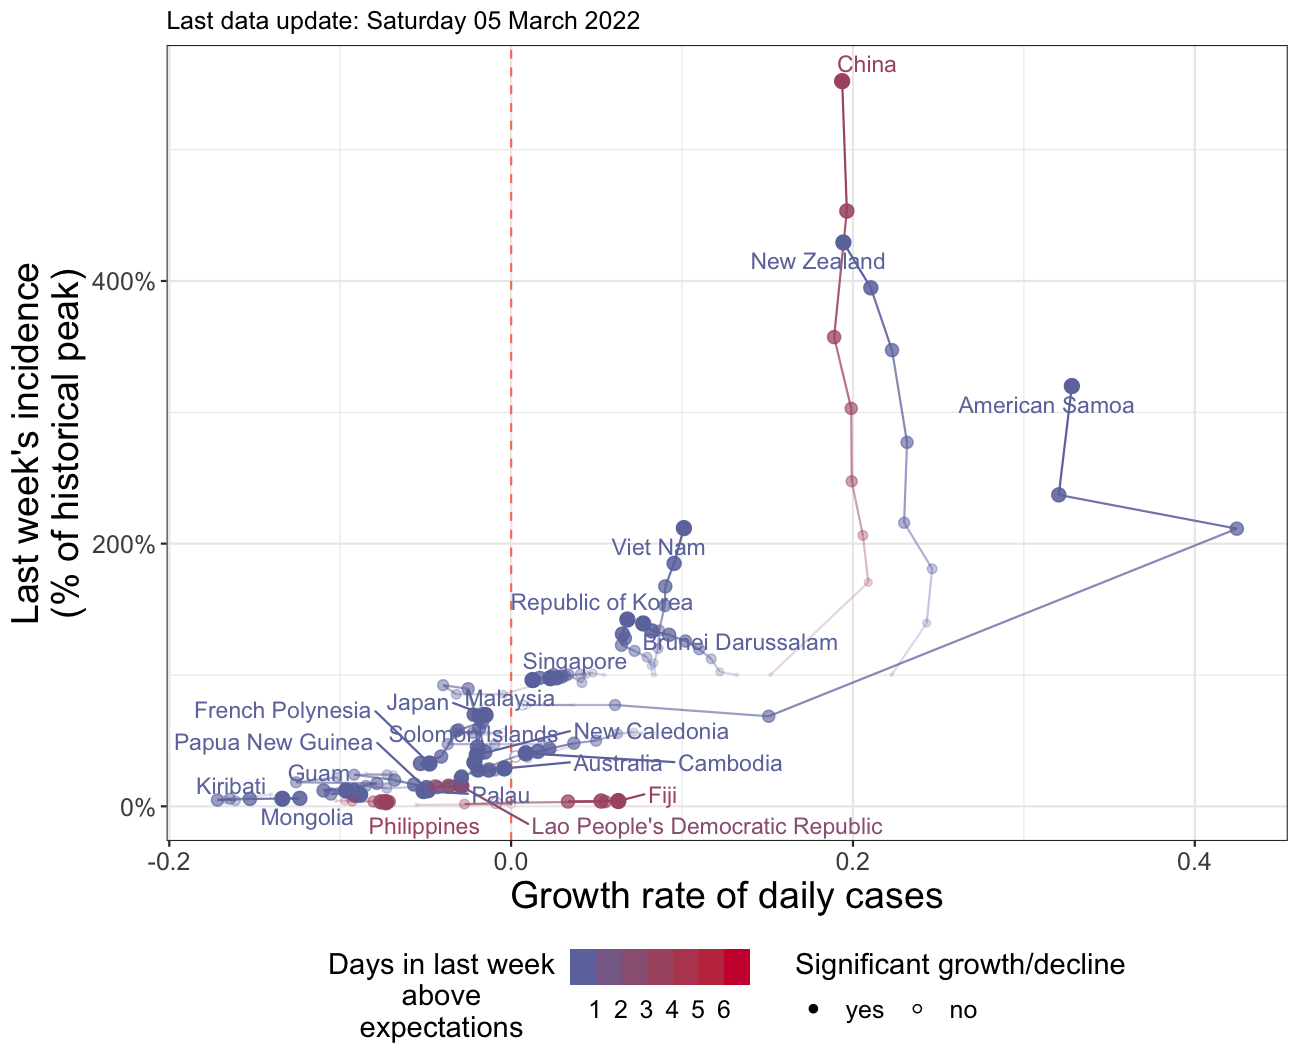 Last data update: Saturday 05 March 2022
China
New Zealand
American Samoa
Viet Nam
Republic of Korea
Brunei Darussalam
Singapore
Japan
Malaysia
French Polynesia
Solomon Islands
New Caledonia
Papua New Guinea
Australia
Cambodia
Guam
Kiribati
Palau
Fiji
Mongolia
Philippines
Lao People's Democratic Republic
400%
200%
0%
Last week's incidence
(% of historical peak)
-0.2
0.0
0.2
0.4
Growth rate of daily cases
Days in last week
above
expectations
1 2 3 4 5 6
Significant growth/decline
yes
no